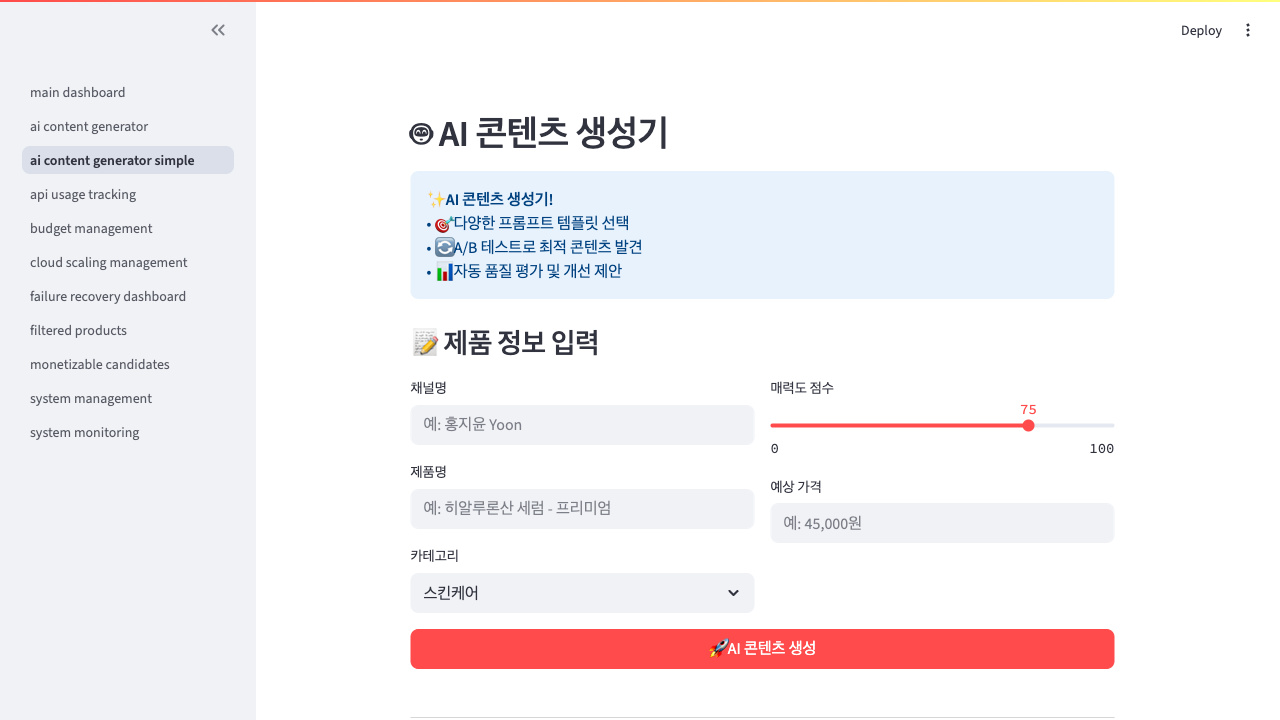 Deploy
main dashboard
ai content generator
ai content generator simple
api usage tracking
budget management
cloud scaling management
failure recovery dashboard
filtered products
monetizable candidates
system management
system monitoring
AI 콘텐츠 생성기
✨AI 콘텐츠 생성기!
• 🎯다양한 프롬프트 템플릿 선택
• 🔄A/B 테스트로 최적 콘텐츠 발견
• 📊자동 품질 평가 및 개선 제안
📝 제품 정보 입력
채널명
예: 홍지윤 Yoon
제품명
예: 히알루론산 세럼 - 프리미엄
카테고리
스킨케어
매력도 점수
75
0 100
예상 가격
예: 45,000원
🚀AI 콘텐츠 생성